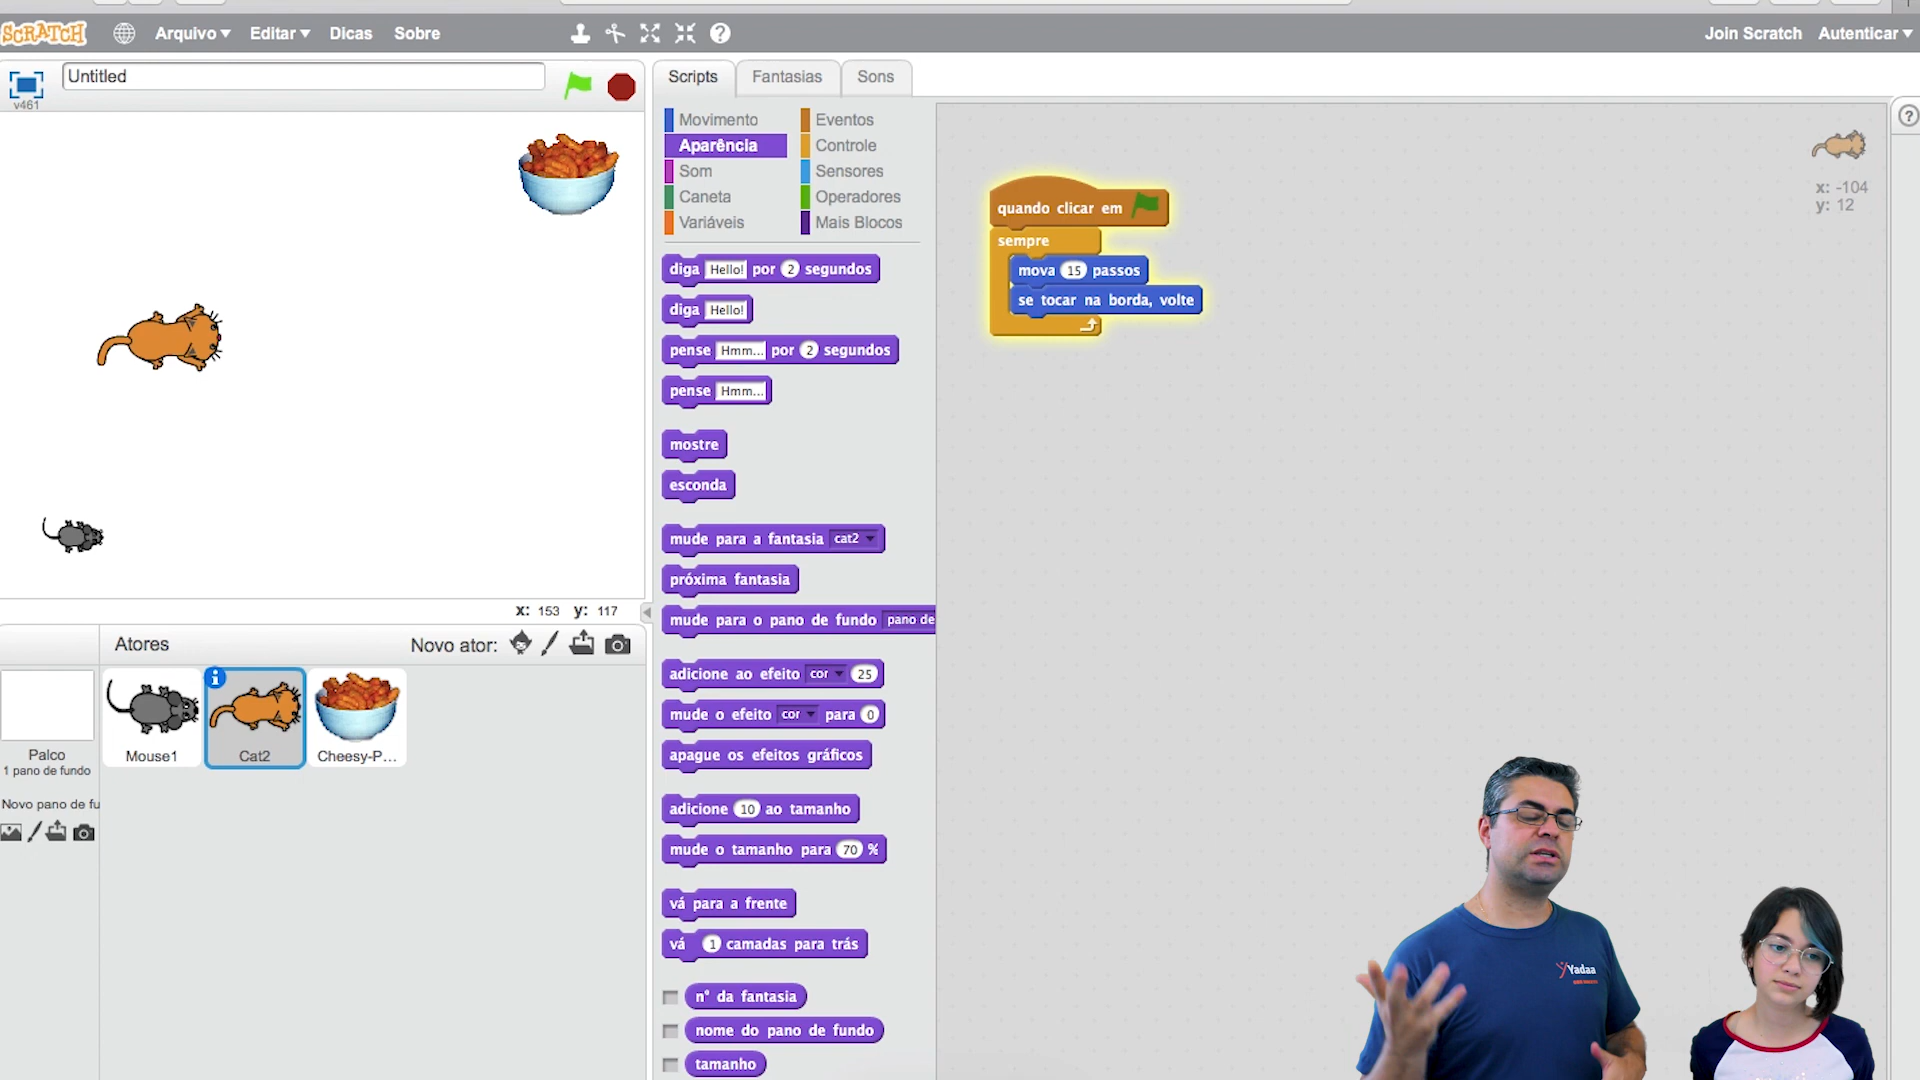 SCRATCH
Arquivo Editar Dicas Sobre
Join Scratch Autenticar
v461
Untitled
Scripts Fantasias Sons
Movimento Eventos
Aparência Controle
Som Sensores
Caneta Operadores
Variáveis Mais Blocos
diga Hello! por 2 segundos
diga Hello!
pense Hmm... por 2 segundos
pense Hmm...
mostre
esconda
mude para a fantasia cat2
próxima fantasia
mude para o pano de fundo pano de
adicione ao efeito cor 25
mude o efeito cor para 0
apague os efeitos gráficos
adicione 10 ao tamanho
mude o tamanho para 70 %
vá para a frente
vá 1 camadas para trás
nº da fantasia
nome do pano de fundo
tamanho
quando clicar em
sempre
mova 15 passos
se tocar na borda, volte
x: -104
y: 12
x: 153 y: 117
Atores Novo ator:
Mouse1 Cat2 Cheesy-P...
Palco
1 pano de fundo
Novo pano de fu
Yadaa